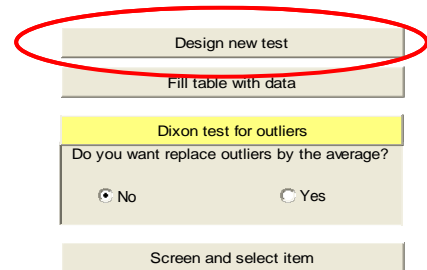 Design new test
Fill table with data
Dixon test for outliers
Do you want replace outliers by the average?
No Yes
Screen and select item